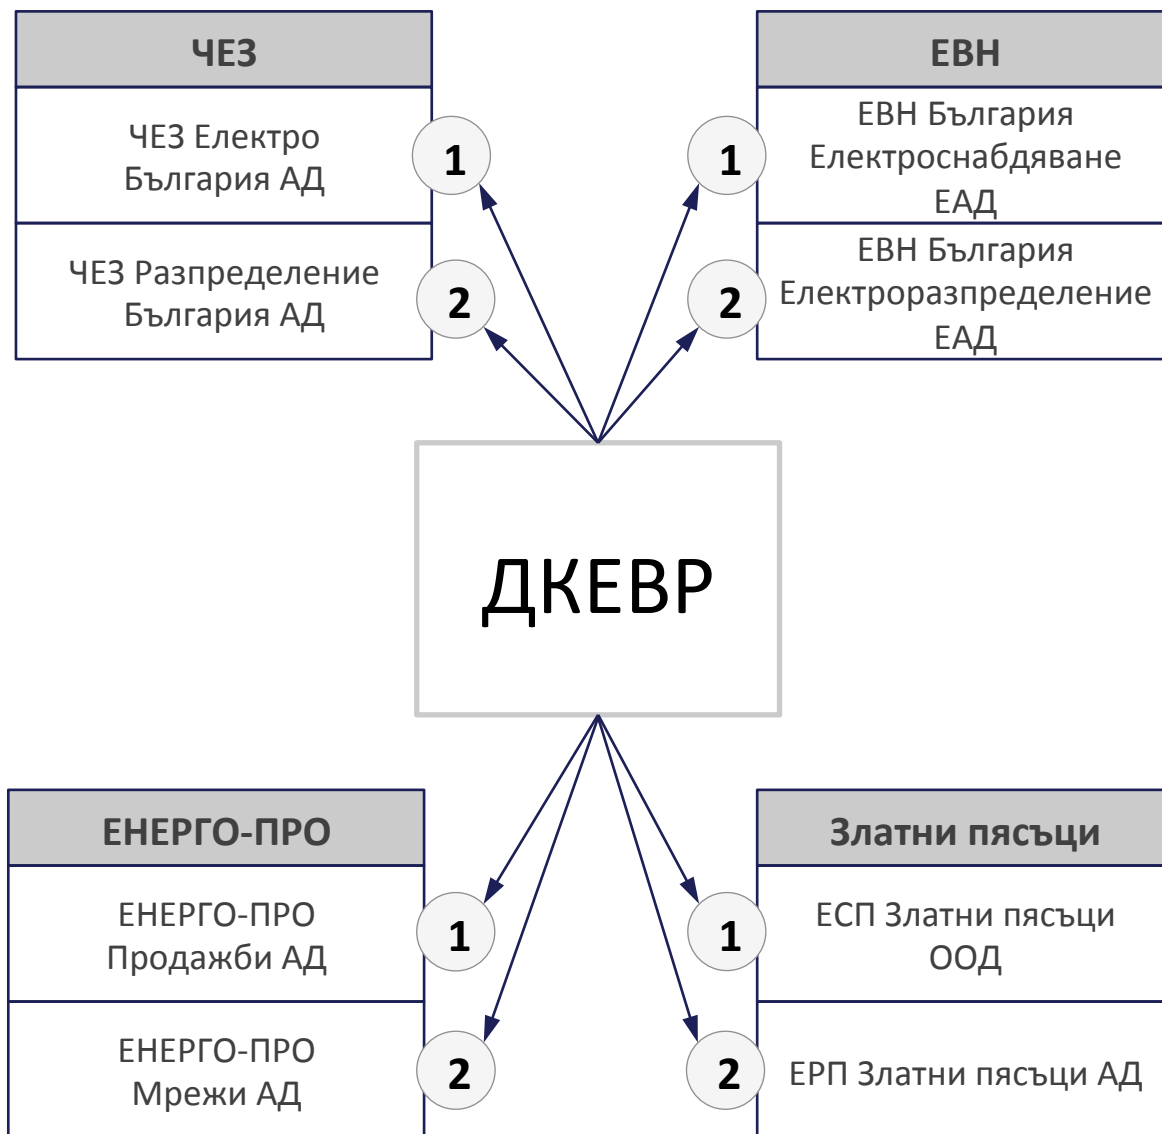 ЧЕЗ
ЧЕЗ Електро
България АД
1
ЧЕЗ Разпределение
България АД
2
ЕВН
1
ЕВН България
Електроснабдяване
ЕАД
2
ЕВН България
Електроразпределение
ЕАД
ДКЕВР
ЕНЕРГО-ПРО
ЕНЕРГО-ПРО
Продажби АД
1
ЕНЕРГО-ПРО
Мрежи АД
2
Златни пясъци
1
ЕСП Златни пясъци
ООД
2
ЕРП Златни пясъци АД